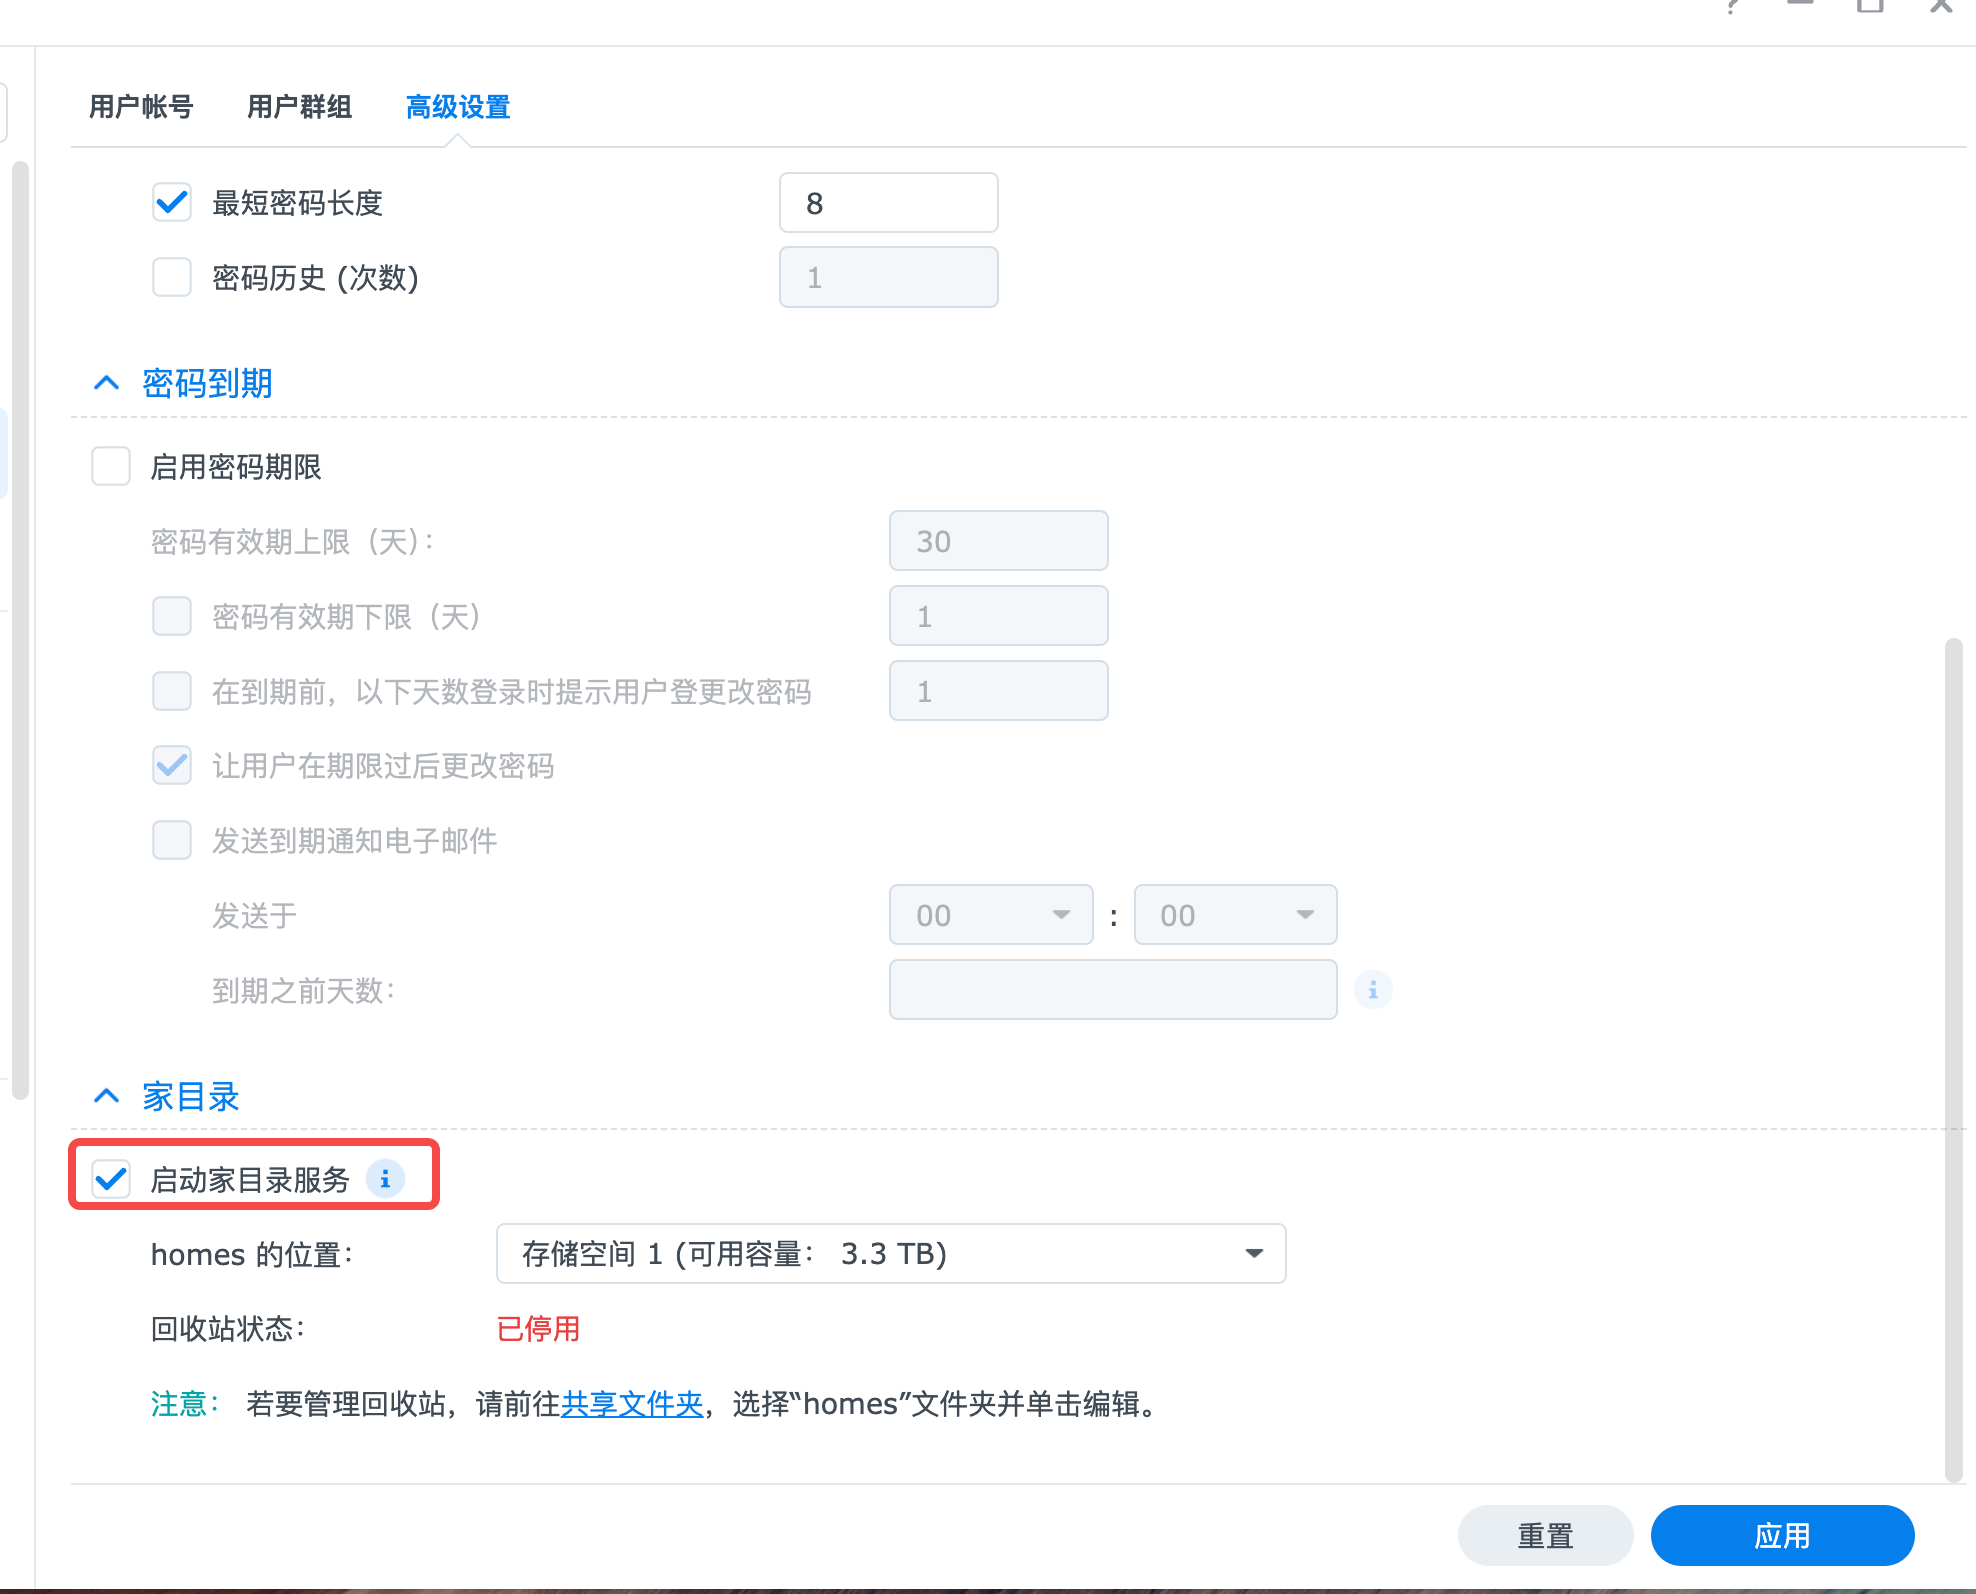 用户帐号 用户群组 高级设置
最短密码长度 8
密码历史 (次数) 1
密码到期
启用密码期限
密码有效期上限（天）： 30
密码有效期下限（天） 1
在到期前，以下天数登录时提示用户登更改密码 1
让用户在期限过后更改密码
发送到期通知电子邮件
发送于 00 : 00
到期之前天数：
家目录
启动家目录服务
homes 的位置： 存储空间 1 (可用容量： 3.3 TB)
回收站状态： 已停用
注意： 若要管理回收站，请前往共享文件夹，选择“homes”文件夹并单击编辑。
重置 应用